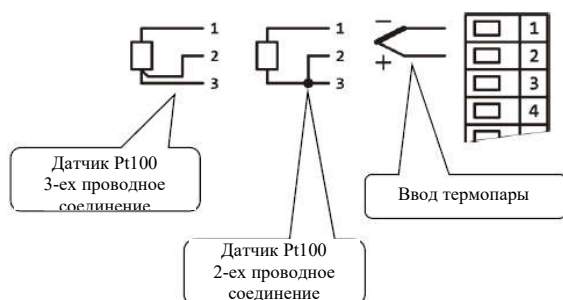 1
2
3
1
2
3
−
+
1
2
3
4
Датчик Pt100
3-ех проводное
соединение
Датчик Pt100
2-ех проводное
соединение
Ввод термопары